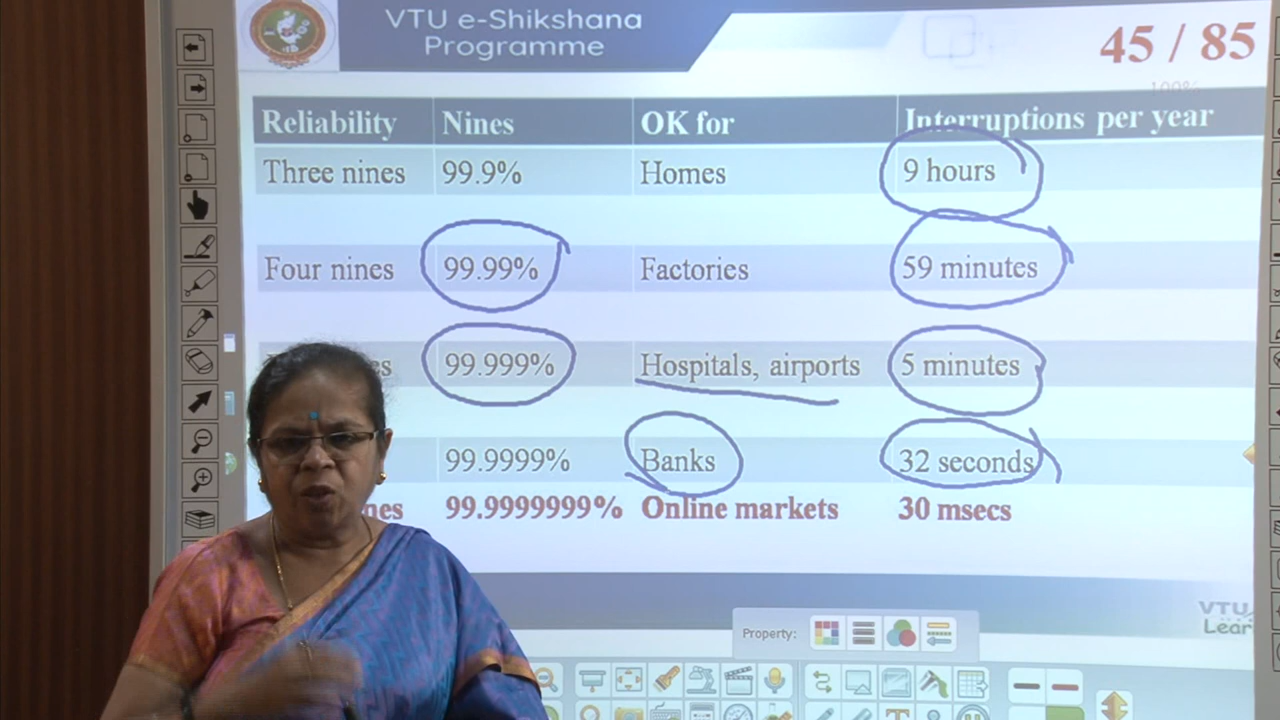 VTU e-Shikshana
Programme
45 / 85
100%
Reliability Nines OK for Interruptions per year
Three nines 99.9% Homes 9 hours
Four nines 99.99% Factories 59 minutes
99.999% Hospitals, airports 5 minutes
99.9999% Banks 32 seconds
99.9999999% Online markets 30 msecs
VTU
Property: